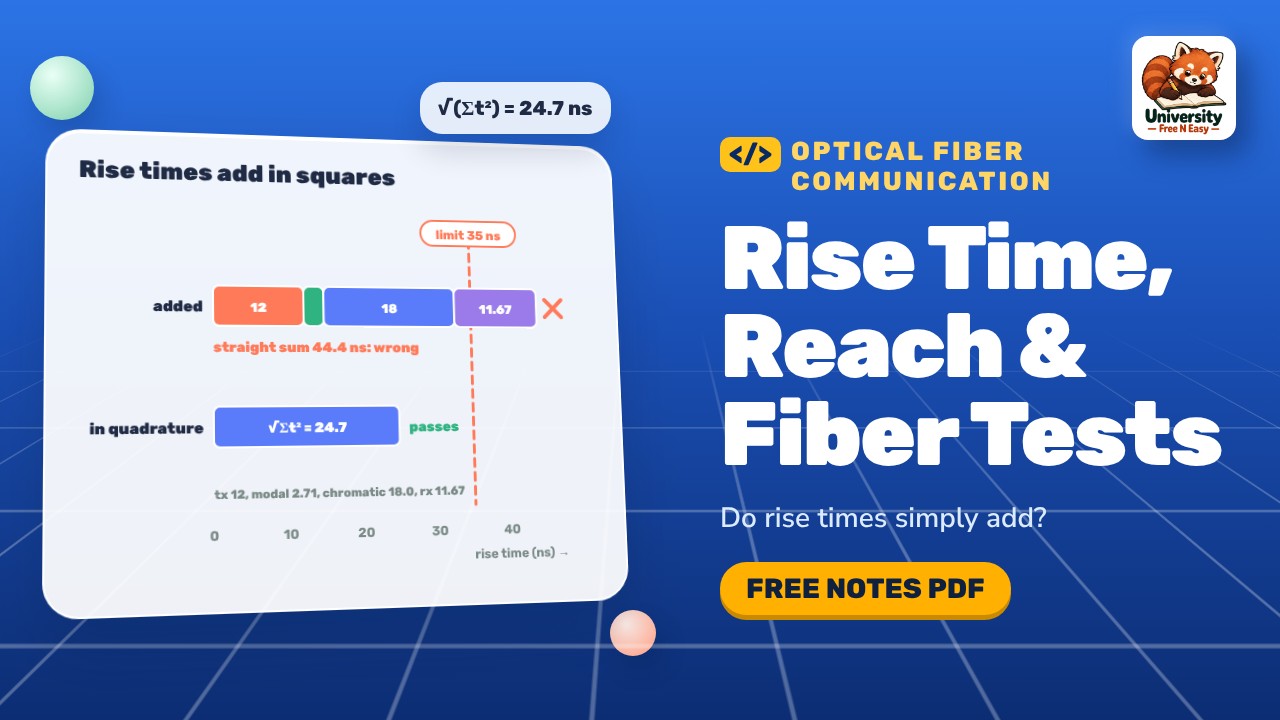 √(Σt²) = 24.7 ns
Rise times add in squares
limit 35 ns
added
12
18
11.67
straight sum 44.4 ns: wrong
in quadrature
√Σt² = 24.7
passes
tx 12, modal 2.71, chromatic 18.0, rx 11.67
0 10 20 30 40
rise time (ns) →
University
Free N Easy
</> OPTICAL FIBER
COMMUNICATION
Rise Time,
Reach &
Fiber Tests
Do rise times simply add?
FREE NOTES PDF